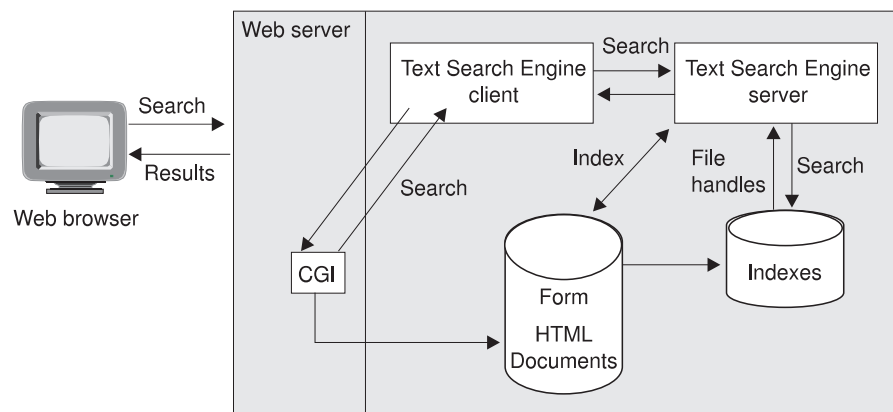 Web server
Search
Text Search Engine
client
Text Search Engine
server
Search
Results
Web browser
Index
File
handles
Search
Search
CGI
Form
HTML
Documents
Indexes